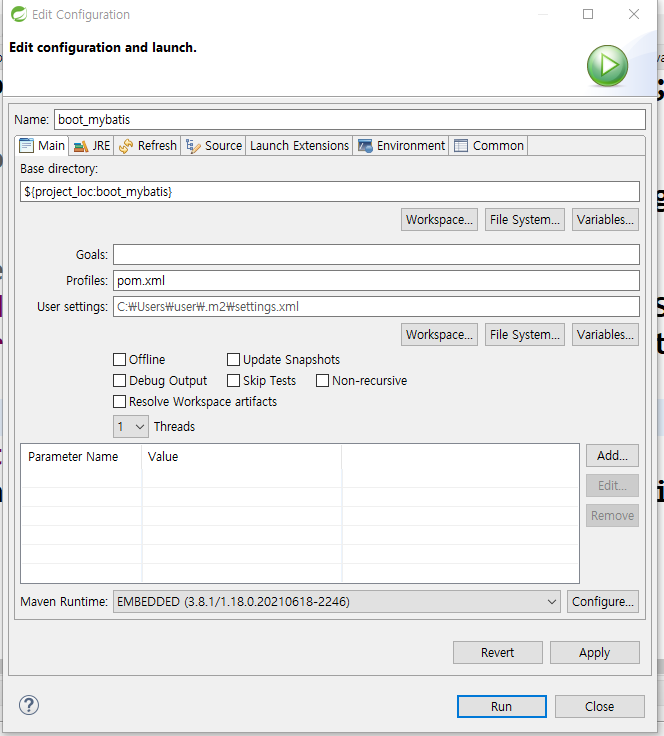 Edit Configuration
Edit configuration and launch.
Name: boot_mybatis
Main JRE Refresh Source Launch Extensions Environment Common
Base directory:
${project_loc:boot_mybatis}
Workspace... File System... Variables...
Goals:
Profiles: pom.xml
User settings: C:₩Users₩user₩.m2₩settings.xml
Workspace... File System... Variables...
Offline Update Snapshots
Debug Output Skip Tests Non-recursive
Resolve Workspace artifacts
1 Threads
Parameter Name Value
Add...
Edit...
Remove
Maven Runtime: EMBEDDED (3.8.1/1.18.0.20210618-2246) Configure...
Revert Apply
? Run Close